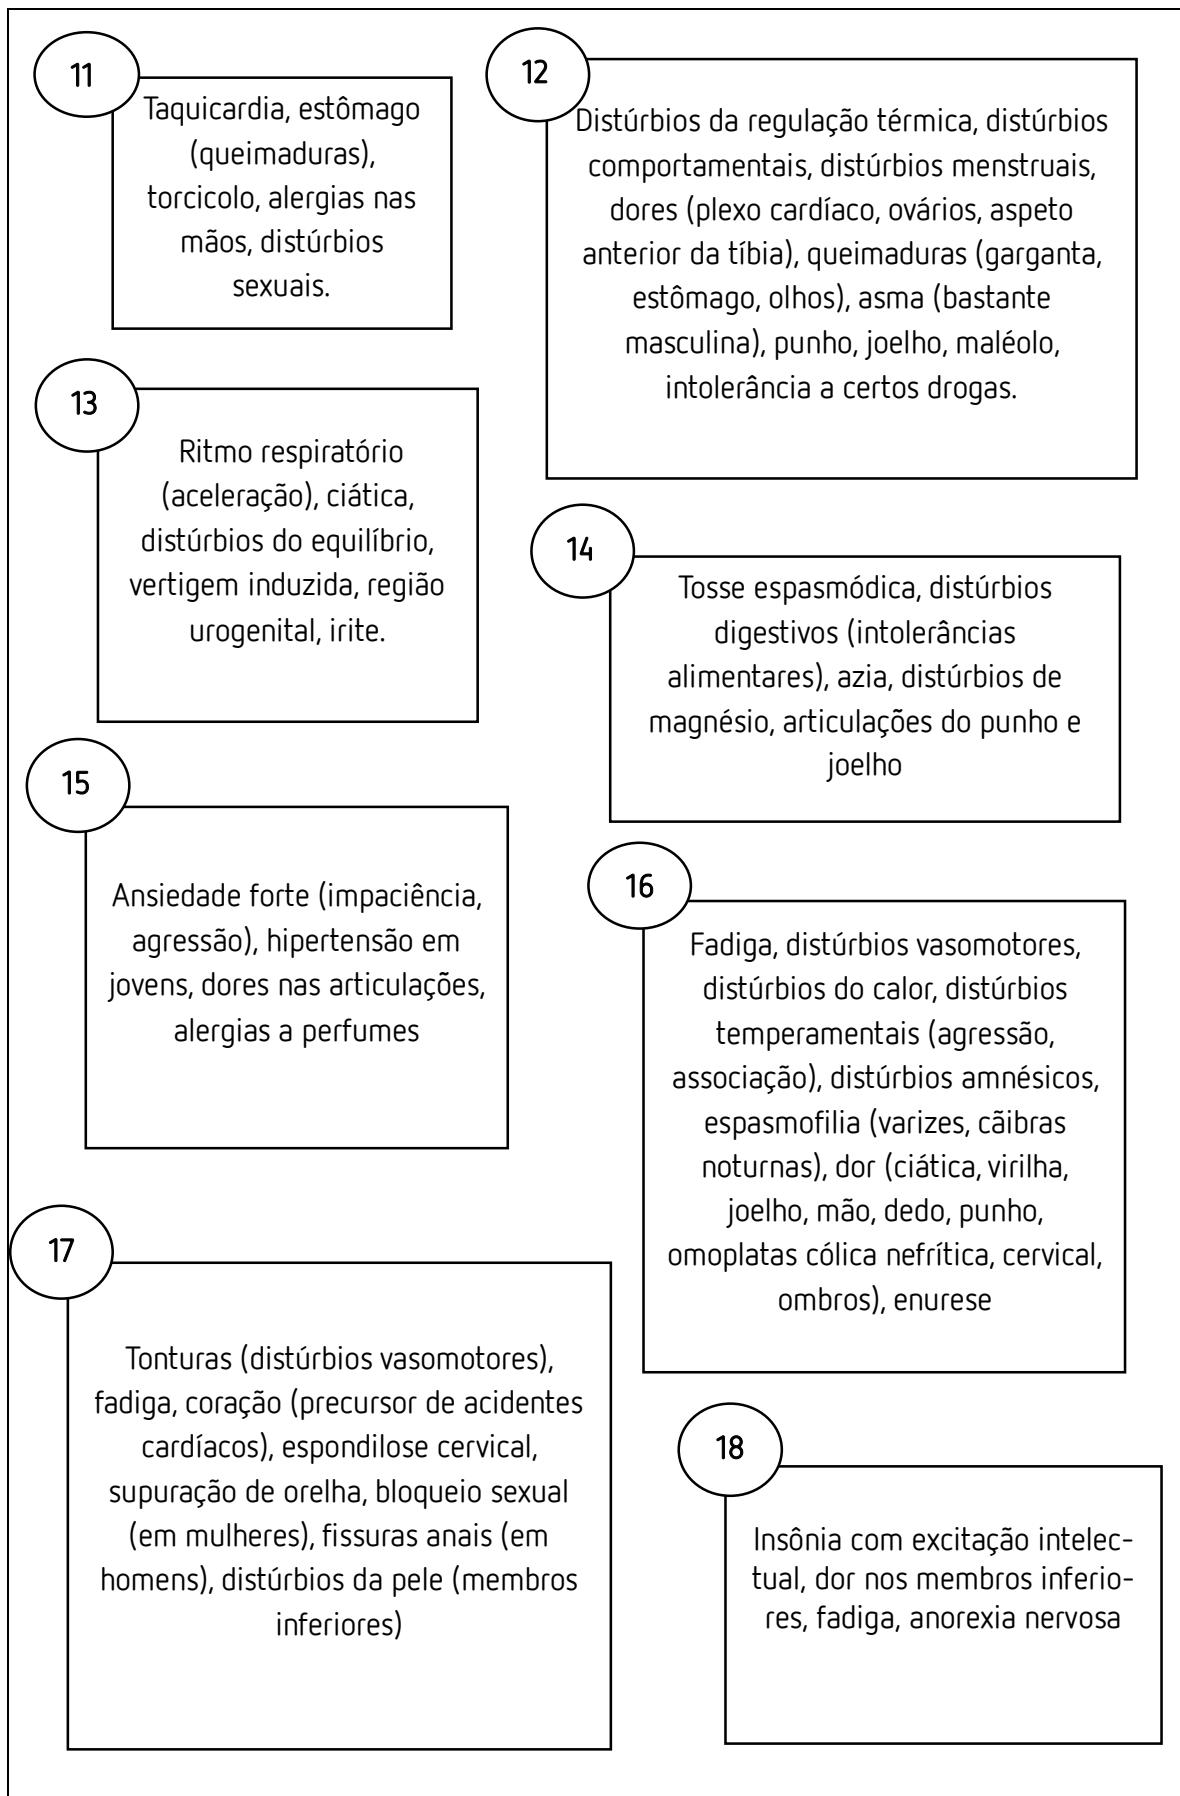 11
Taquicardia, estômago
(queimaduras),
torcicolo, alergias nas
mãos, distúrbios
sexuais.
12
Distúrbios da regulação térmica, distúrbios
comportamentais, distúrbios menstruais,
dores (plexo cardíaco, ovários, aspeto
anterior da tíbia), queimaduras (garganta,
estômago, olhos), asma (bastante
masculina), punho, joelho, maléolo,
intolerância a certos drogas.
13
Ritmo respiratório
(aceleração), ciática,
distúrbios do equilíbrio,
vertigem induzida, região
urogenital, irite.
14
Tosse espasmódica, distúrbios
digestivos (intolerâncias
alimentares), azia, distúrbios de
magnésio, articulações do punho e
joelho
15
Ansiedade forte (impaciência,
agressão), hipertensão em
jovens, dores nas articulações,
alergias a perfumes
16
Fadiga, distúrbios vasomotores,
distúrbios do calor, distúrbios
temperamentais (agressão,
associação), distúrbios amnésicos,
espasmofilia (varizes, cãibras
noturnas), dor (ciática, virilha,
joelho, mão, dedo, punho,
omoplatas cólica nefrítica, cervical,
ombros), enurese
17
Tonturas (distúrbios vasomotores),
fadiga, coração (precursor de acidentes
cardíacos), espondilose cervical,
supuração de orelha, bloqueio sexual
(em mulheres), fissuras anais (em
homens), distúrbios da pele (membros
inferiores)
18
Insônia com excitação intelec-
tual, dor nos membros inferio-
res, fadiga, anorexia nervosa